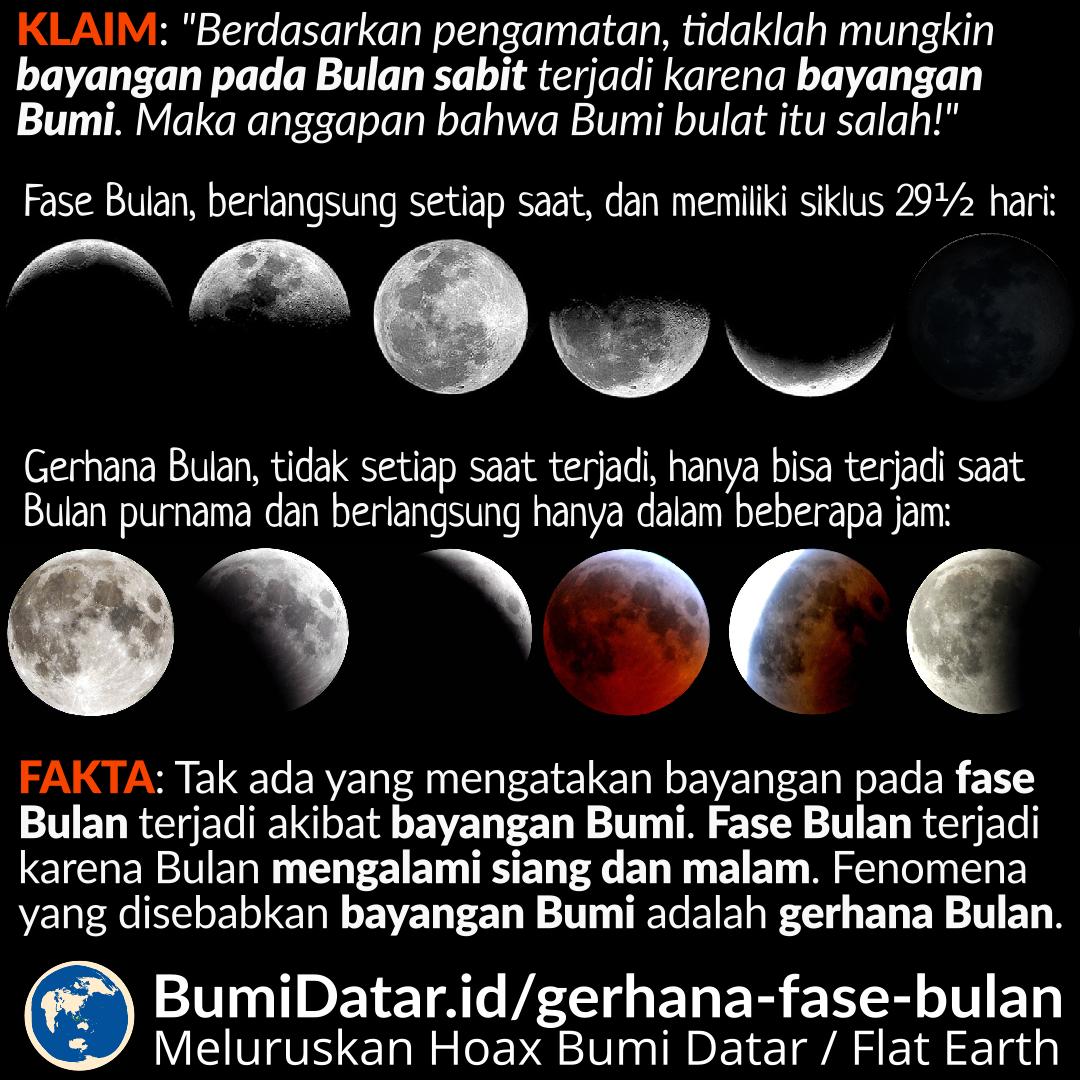 KLAIM: "Berdasarkan pengamatan, tidaklah mungkin
bayangan pada Bulan sabit terjadi karena bayangan
Bumi. Maka anggapan bahwa Bumi bulat itu salah!"
Fase Bulan, berlangsung setiap saat, dan memiliki siklus 29½ hari:
Gerhana Bulan, tidak setiap saat terjadi, hanya bisa terjadi saat
Bulan purnama dan berlangsung hanya dalam beberapa jam:
FAKTA: Tak ada yang mengatakan bayangan pada fase
Bulan terjadi akibat bayangan Bumi. Fase Bulan terjadi
karena Bulan mengalami siang dan malam. Fenomena
yang disebabkan bayangan Bumi adalah gerhana Bulan.
BumiDatar.id/gerhana-fase-bulan
Meluruskan Hoax Bumi Datar / Flat Earth